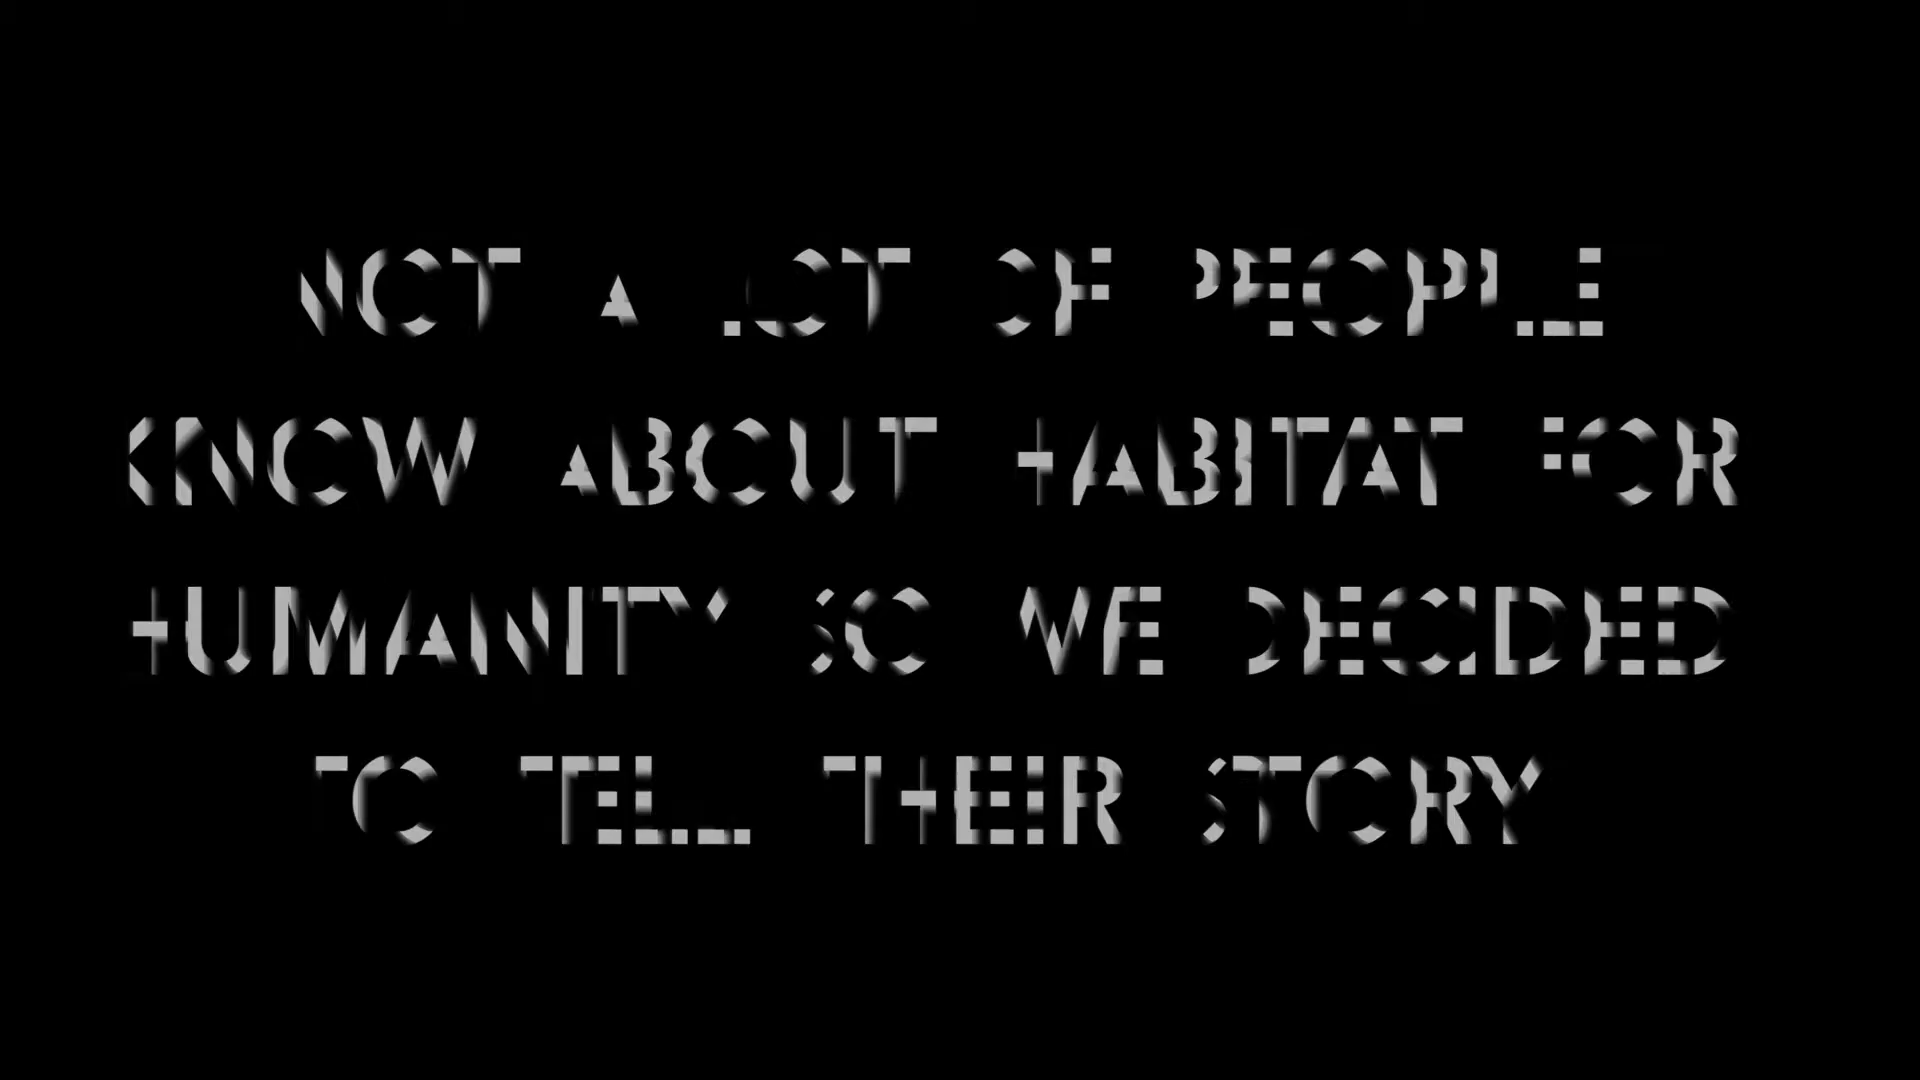 NOT A LOT OF PEOPLE
KNOW ABOUT HABITAT FOR
HUMANITY SO WE DECIDED
TO TELL THEIR STORY